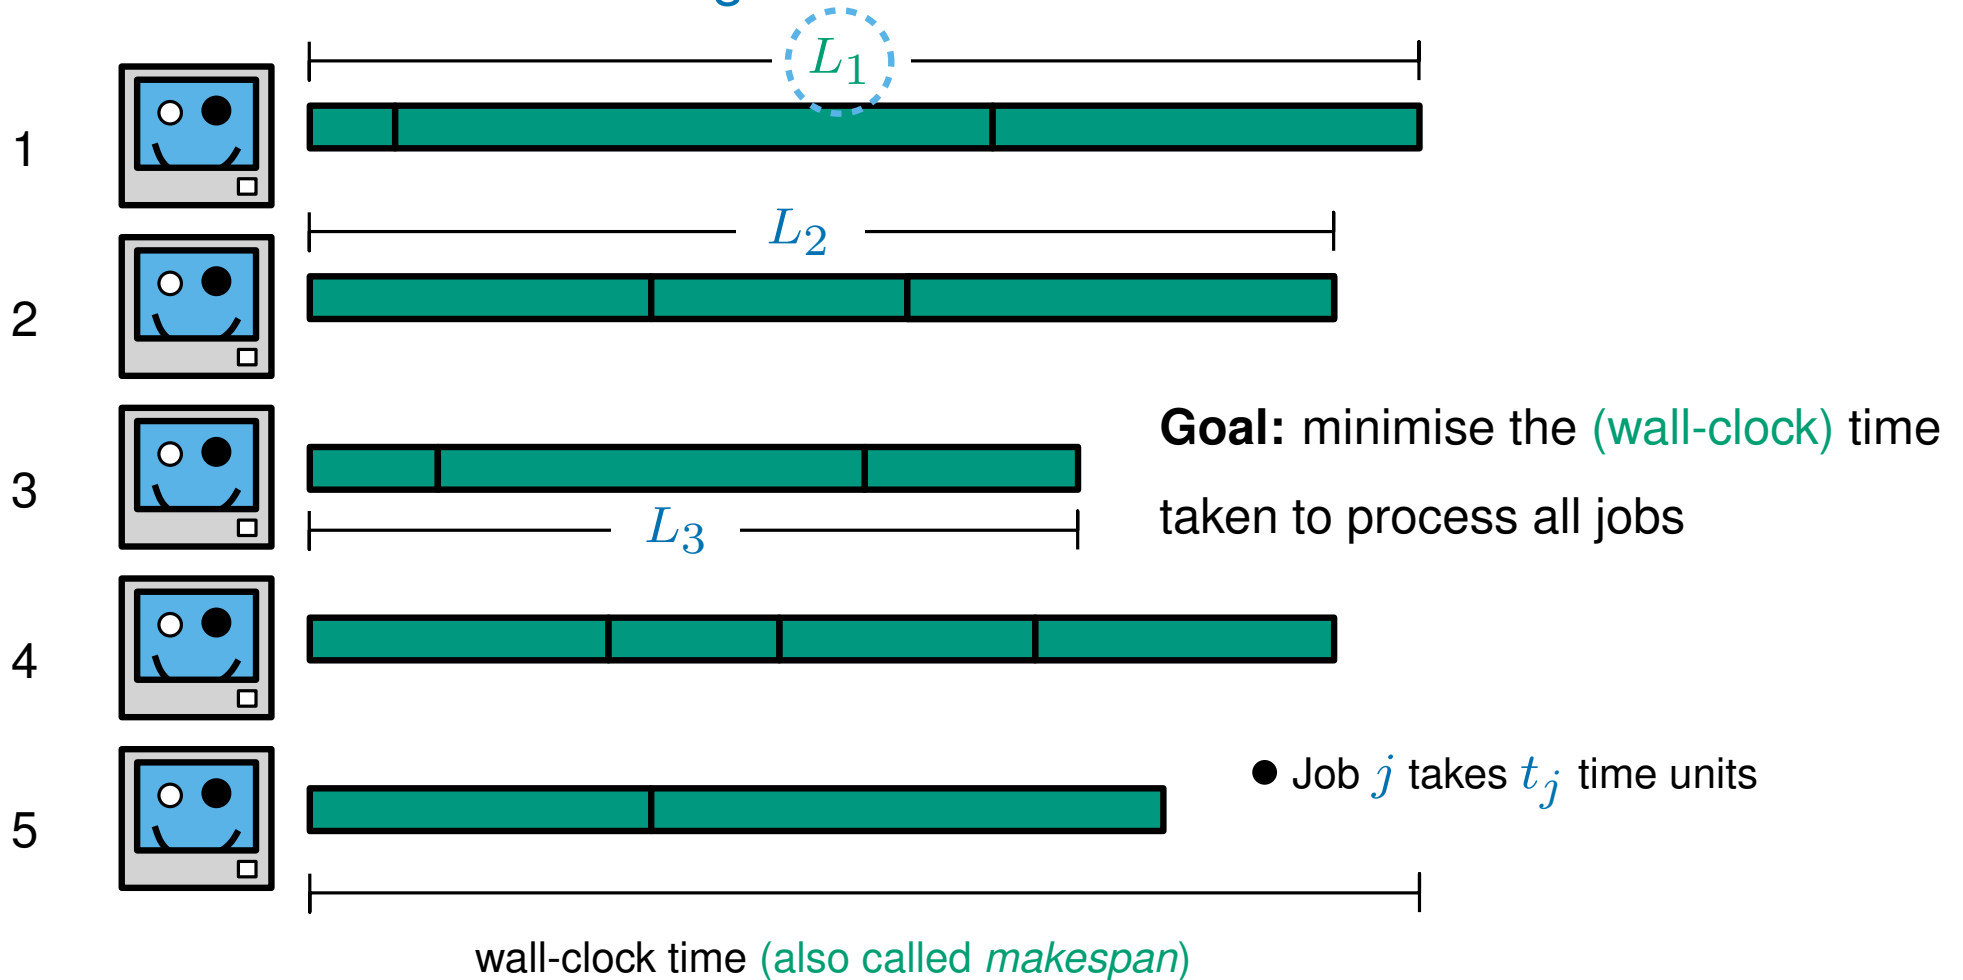 L₁
1
L₂
2
Goal: minimise the (wall-clock) time
taken to process all jobs
3
L₃
4
● Job j takes tⱼ time units
5
wall-clock time (also called makespan)